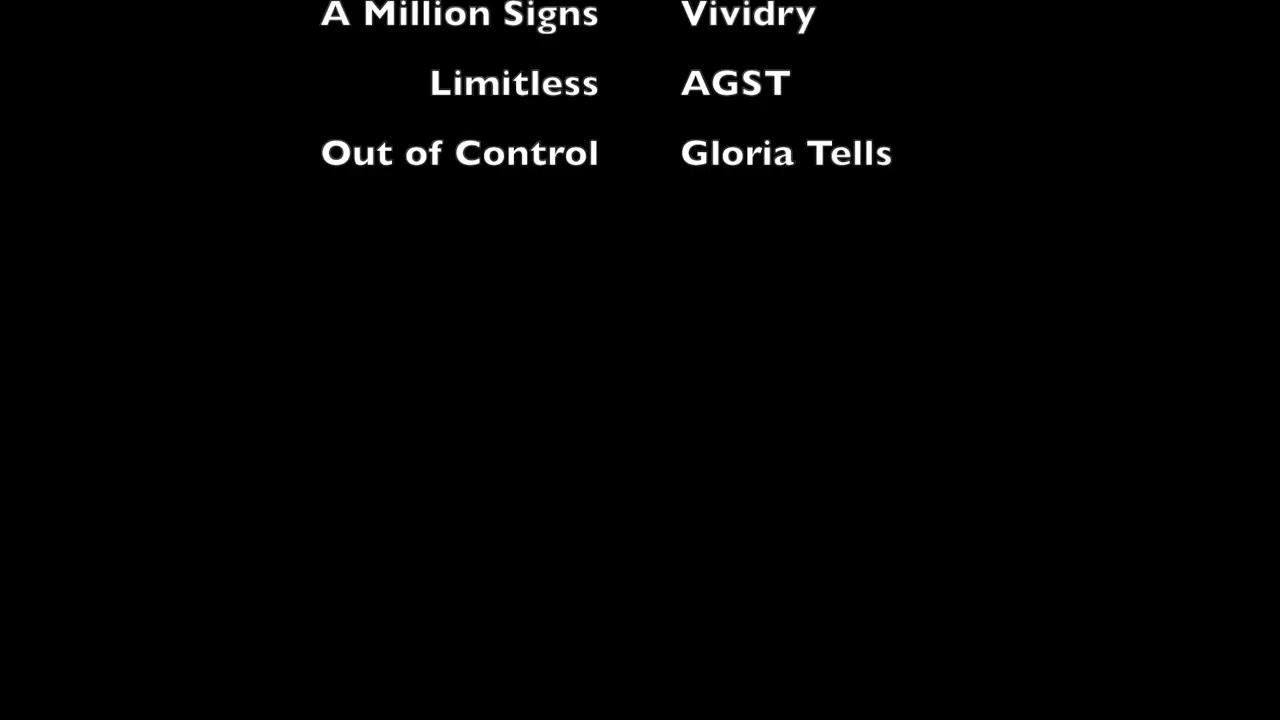 A Million Signs Vividry
Limitless AGST
Out of Control Gloria Tells